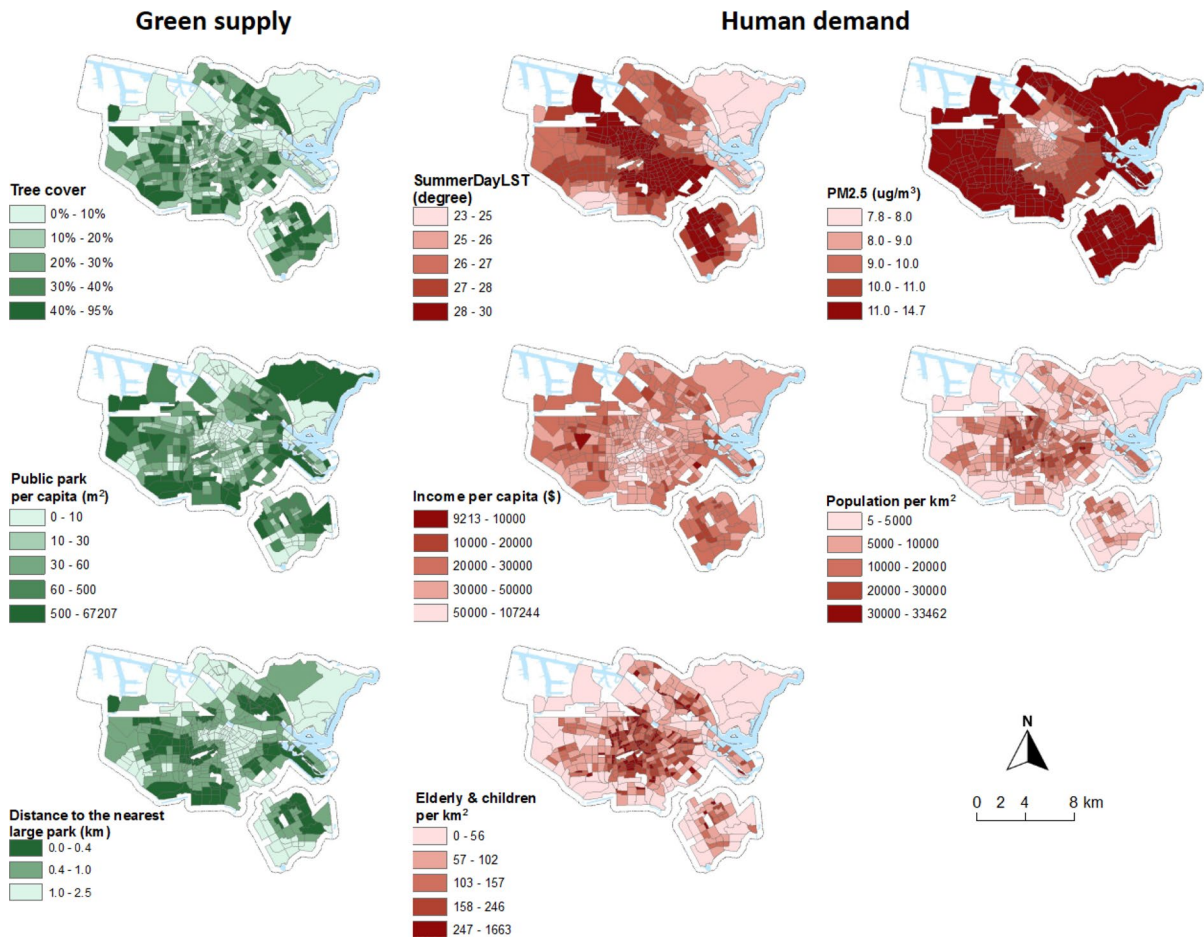 Green supply
Human demand
Tree cover
0% - 10%
10% - 20%
20% - 30%
30% - 40%
40% - 95%
SummerDayLST
(degree)
23 - 25
25 - 26
26 - 27
27 - 28
28 - 30
PM2.5 (ug/m³)
7.8 - 8.0
8.0 - 9.0
9.0 - 10.0
10.0 - 11.0
11.0 - 14.7
Public park
per capita (m²)
0 - 10
10 - 30
30 - 60
60 - 500
500 - 67207
Income per capita ($)
9213 - 10000
10000 - 20000
20000 - 30000
30000 - 50000
50000 - 107244
Population per km²
5 - 5000
5000 - 10000
10000 - 20000
20000 - 30000
30000 - 33462
Distance to the nearest
large park (km)
0.0 - 0.4
0.4 - 1.0
1.0 - 2.5
Elderly & children
per km²
0 - 56
57 - 102
103 - 157
158 - 246
247 - 1663
N
0 2 4 8 km